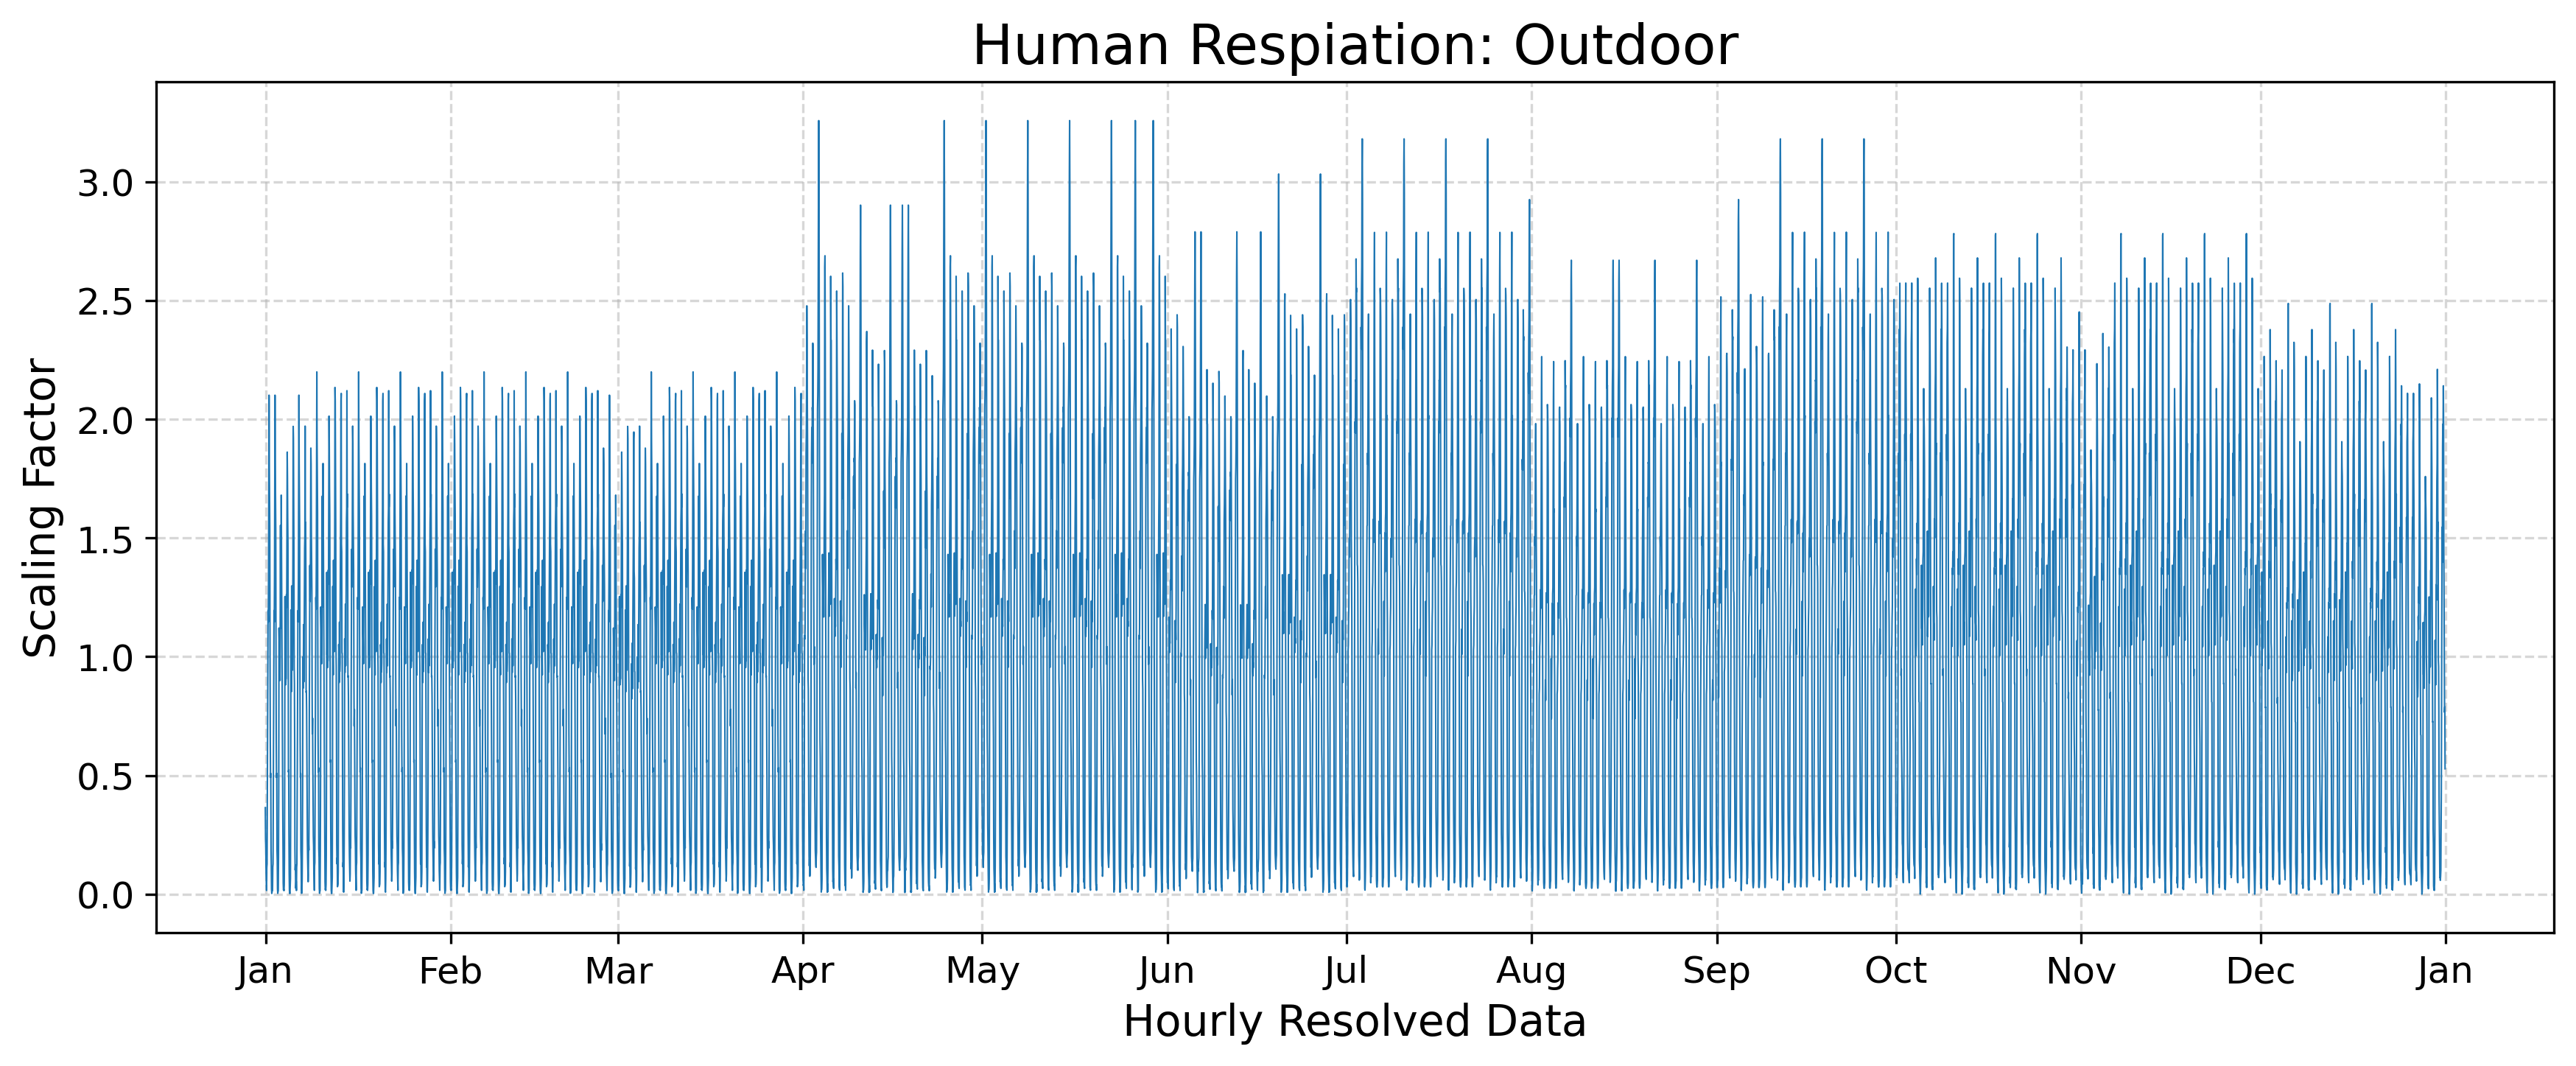 Human Respiation: Outdoor
Scaling Factor
3.0
2.5
2.0
1.5
1.0
0.5
0.0
Jan Feb Mar Apr May Jun Jul Aug Sep Oct Nov Dec Jan
Hourly Resolved Data